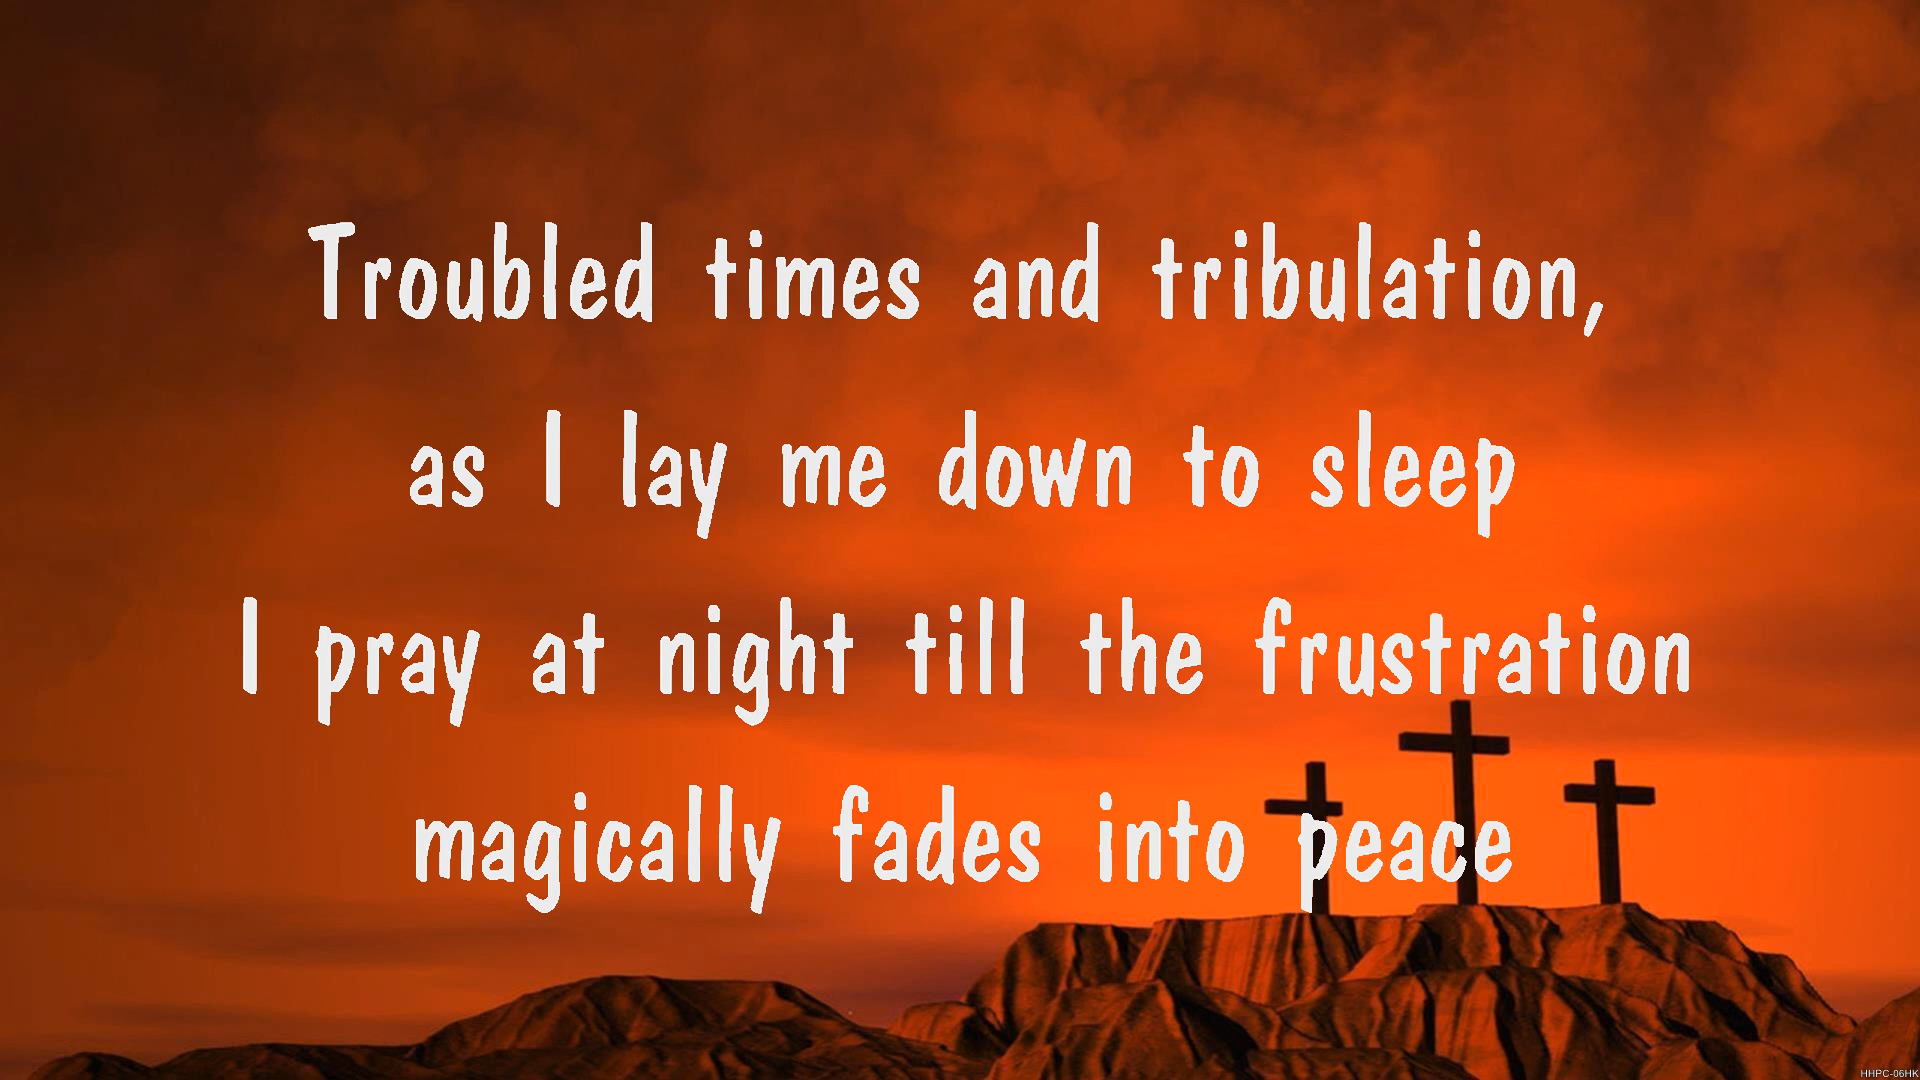 Troubled times and tribulation,
as I lay me down to sleep
I pray at night till the frustration
magically fades into peace
HHPC-06HK